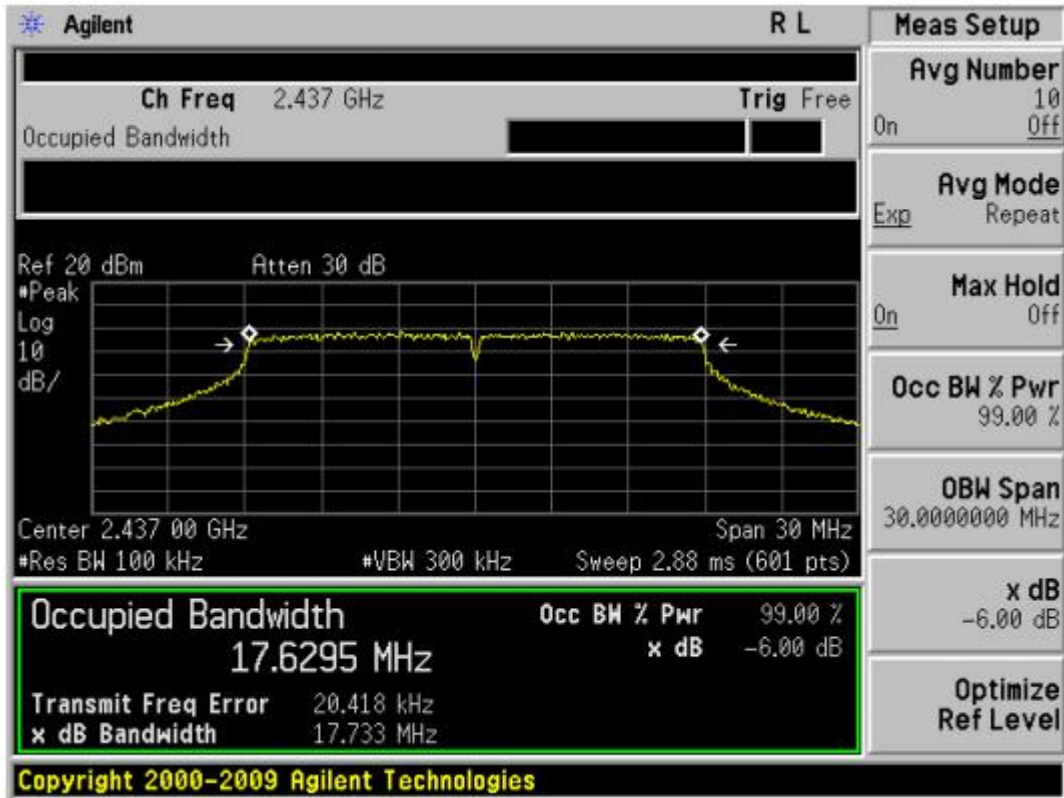 Agilent R L
Ch Freq 2.437 GHz Trig Free
Occupied Bandwidth
Ref 20 dBm Atten 30 dB
#Peak
Log
10
dB/
Center 2.437 00 GHz Span 30 MHz
#Res BW 100 kHz #VBW 300 kHz Sweep 2.88 ms (601 pts)
Occupied Bandwidth Occ BW % Pwr 99.00 %
17.6295 MHz x dB -6.00 dB
Transmit Freq Error 20.418 kHz
x dB Bandwidth 17.733 MHz
Copyright 2000-2009 Agilent Technologies
Meas Setup
Avg Number
10
On Off
Avg Mode
Exp Repeat
Max Hold
On Off
Occ BW % Pwr
99.00 %
OBW Span
30.0000000 MHz
x dB
-6.00 dB
Optimize
Ref Level